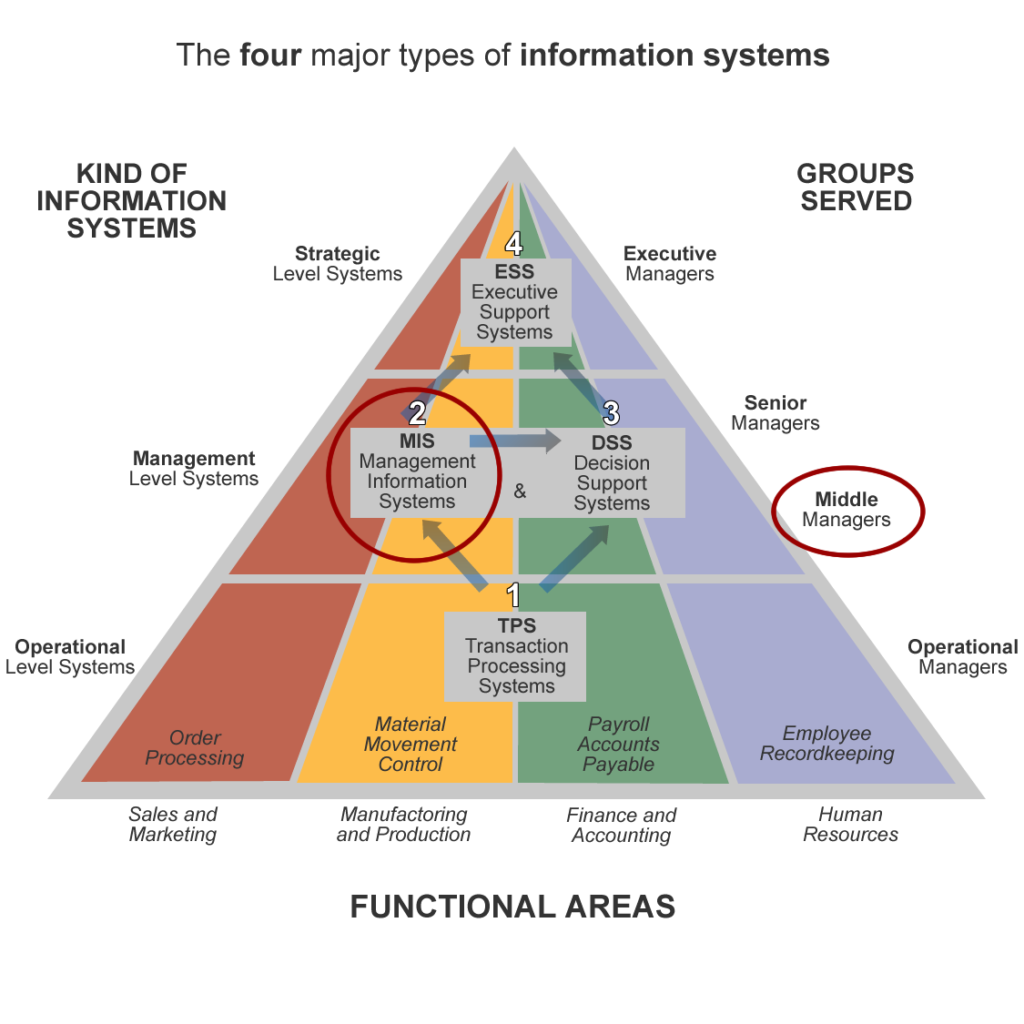 The four major types of information systems
KIND OF
INFORMATION
SYSTEMS
GROUPS
SERVED
Strategic
Level Systems
4
ESS
Executive
Support
Systems
Executive
Managers
Management
Level Systems
2
MIS
Management
Information
Systems
&
3
DSS
Decision
Support
Systems
Senior
Managers
Middle
Managers
Operational
Level Systems
1
TPS
Transaction
Processing
Systems
Operational
Managers
Order
Processing
Material
Movement
Control
Payroll
Accounts
Payable
Employee
Recordkeeping
Sales and
Marketing
Manufactoring
and Production
Finance and
Accounting
Human
Resources
FUNCTIONAL AREAS